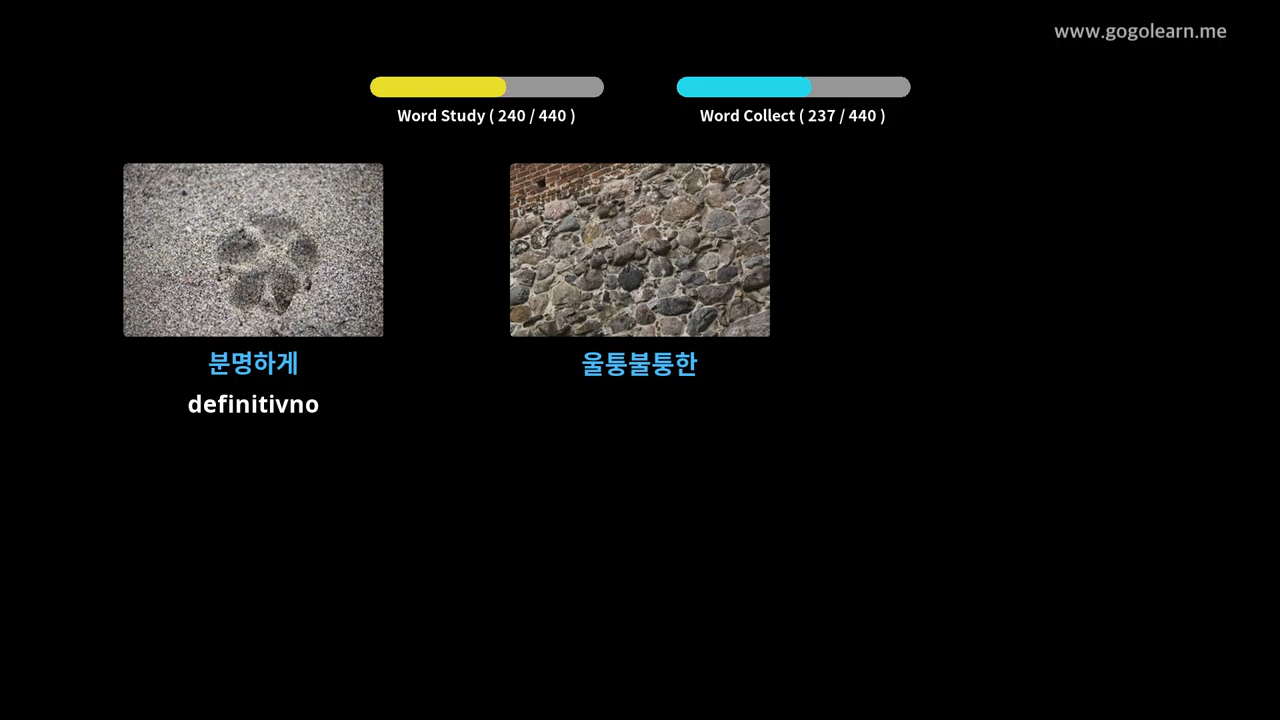 www.gogolearn.me
Word Study ( 240 / 440 )
Word Collect ( 237 / 440 )
분명하게
울퉁불퉁한
definitivno